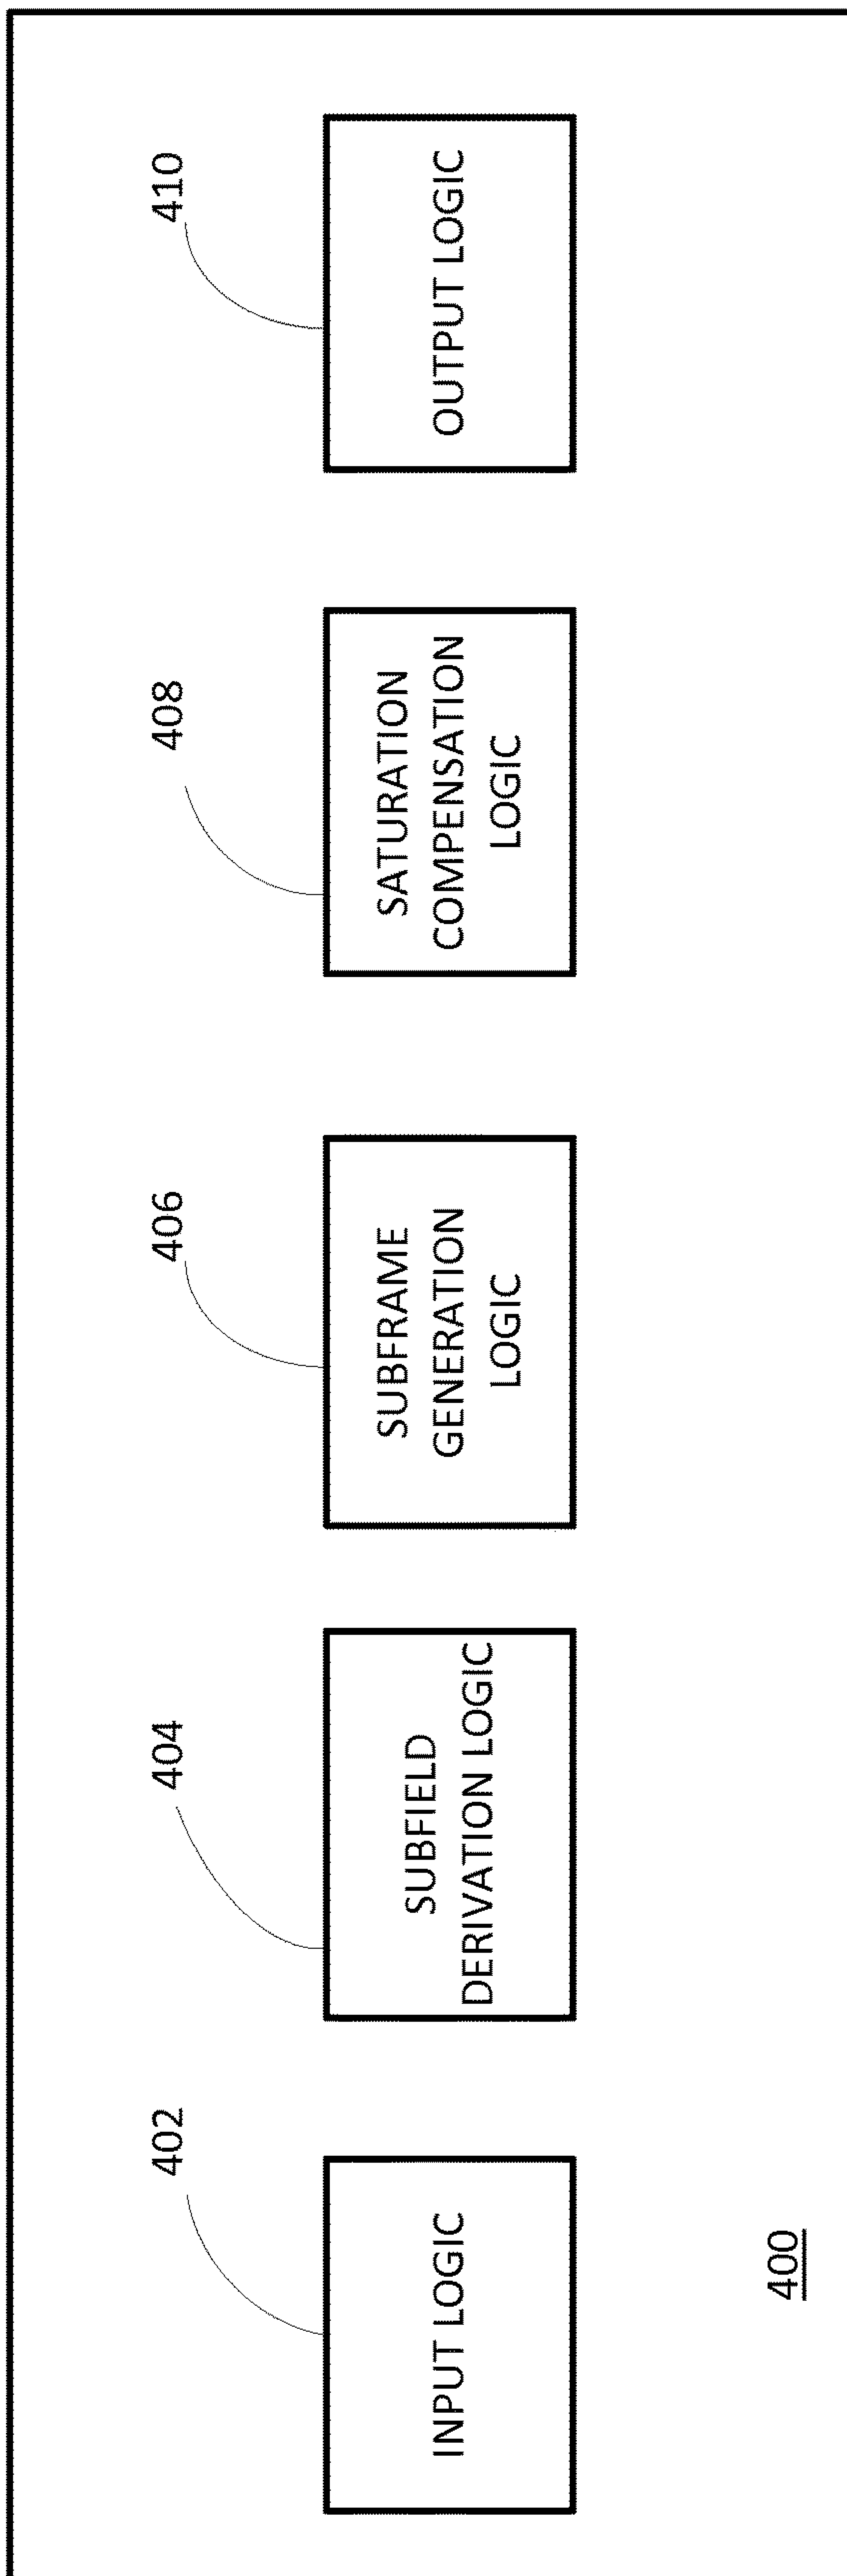 402
404
406
408
410
INPUT LOGIC
SUBFIELD
DERIVATION LOGIC
SUBFRAME
GENERATION
LOGIC
SATURATION
COMPENSATION
LOGIC
OUTPUT LOGIC
400